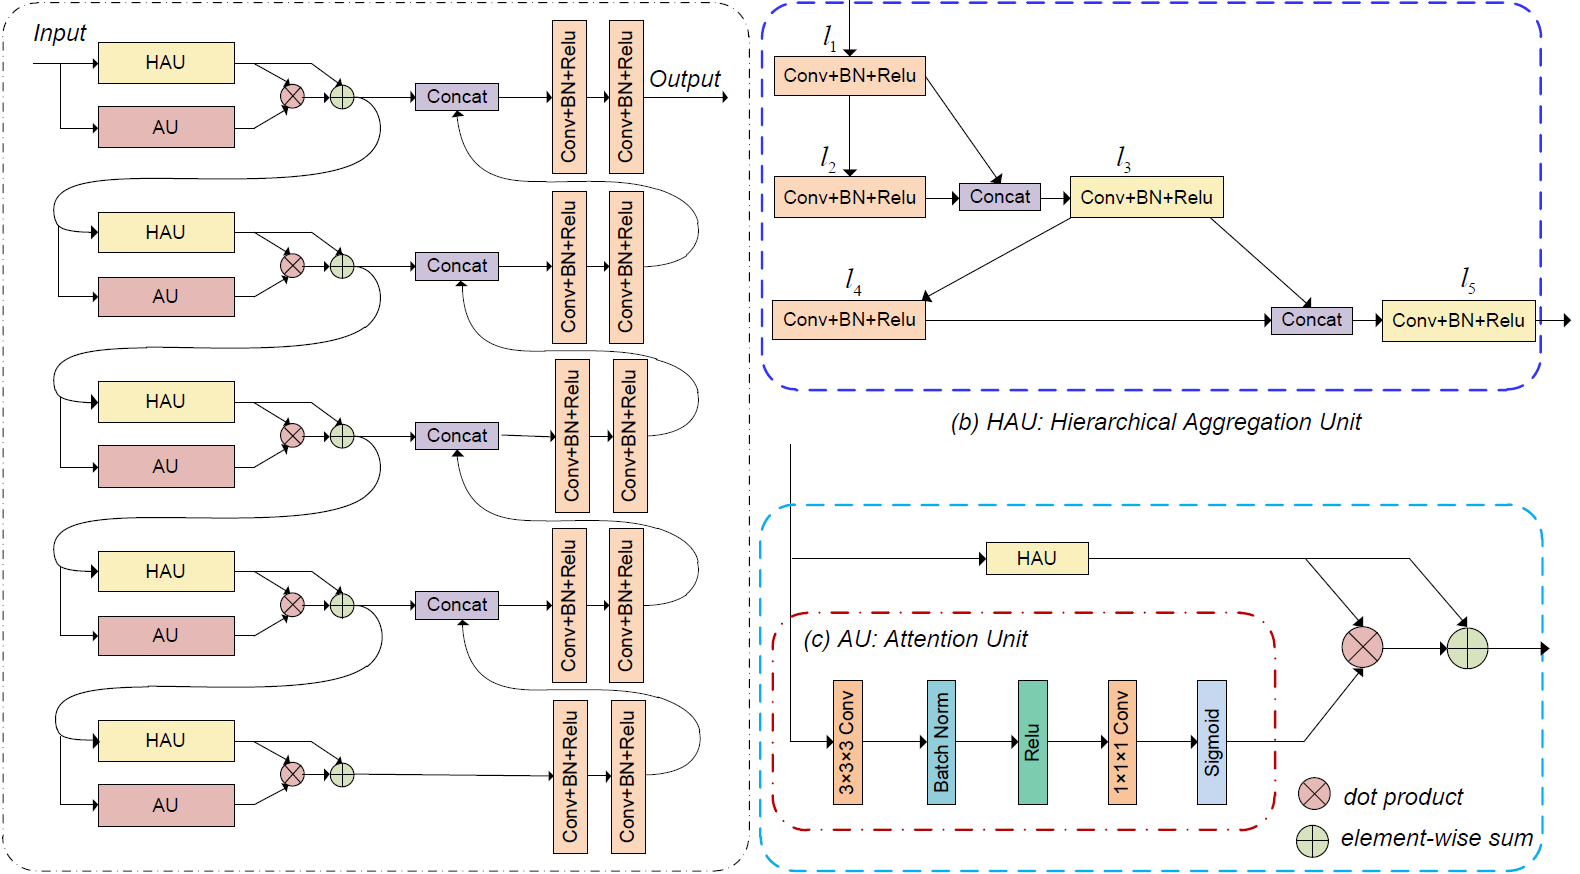 Input
HAU
AU
Concat
Conv+BN+Relu
Conv+BN+Relu
Output
HAU
AU
Concat
Conv+BN+Relu
Conv+BN+Relu
HAU
AU
Concat
Conv+BN+Relu
Conv+BN+Relu
HAU
AU
Concat
Conv+BN+Relu
Conv+BN+Relu
HAU
AU
Conv+BN+Relu
Conv+BN+Relu
l1
Conv+BN+Relu
l2
Conv+BN+Relu
Concat
l3
Conv+BN+Relu
l4
Conv+BN+Relu
Concat
l5
Conv+BN+Relu
(b) HAU: Hierarchical Aggregation Unit
HAU
(c) AU: Attention Unit
3×3×3 Conv
Batch Norm
Relu
1×1×1 Conv
Sigmoid
dot product
element-wise sum